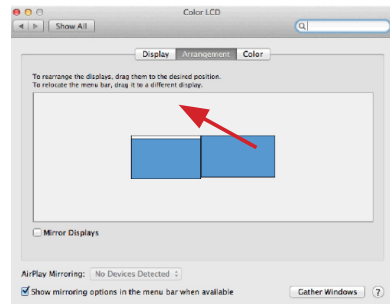 Color LCD
Show All
Display Arrangement Color
To rearrange the displays, drag them to the desired position.
To relocate the menu bar, drag it to a different display.
Mirror Displays
AirPlay Mirroring: No Devices Detected
Show mirroring options in the menu bar when available
Gather Windows ?